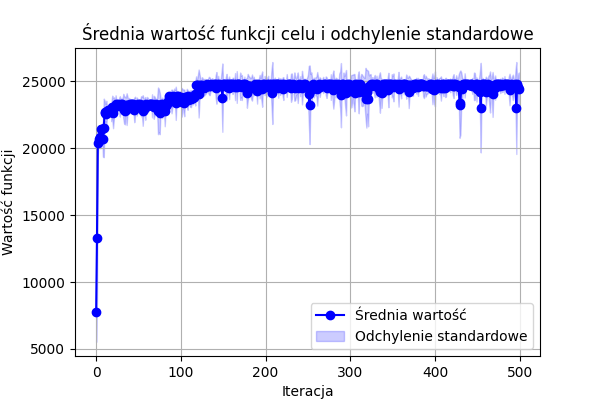 Średnia wartość funkcji celu i odchylenie standardowe
Wartość funkcji
25000
20000
15000
10000
5000
0 100 200 300 400 500
Iteracja
Średnia wartość
Odchylenie standardowe